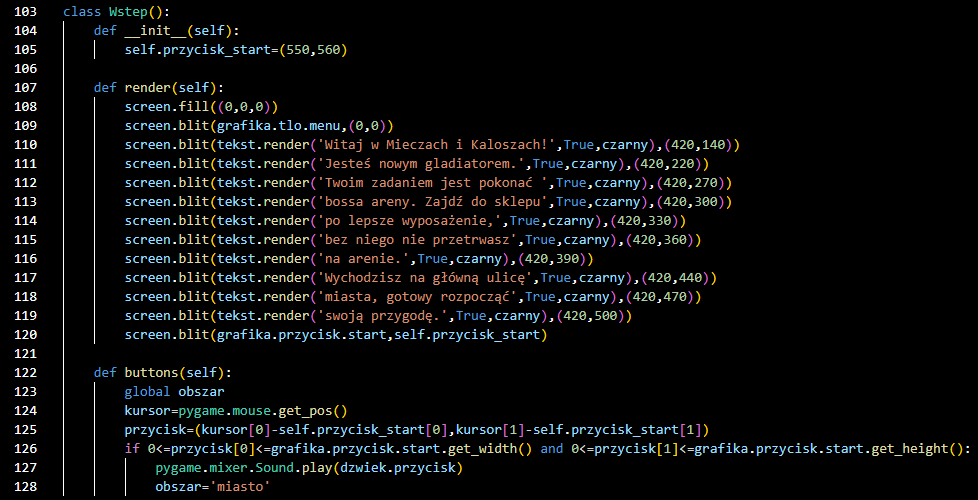 103 class Wstep():
104     def __init__(self):
105         self.przycisk_start=(550,560)
106
107     def render(self):
108         screen.fill((0,0,0))
109         screen.blit(grafika.tlo.menu,(0,0))
110         screen.blit(tekst.render('Witaj w Mieczach i Kaloszach!',True,czarny),(420,140))
111         screen.blit(tekst.render('Jesteś nowym gladiatorem.',True,czarny),(420,220))
112         screen.blit(tekst.render('Twoim zadaniem jest pokonać ',True,czarny),(420,270))
113         screen.blit(tekst.render('bossa areny. Zajdź do sklepu',True,czarny),(420,300))
114         screen.blit(tekst.render('po lepsze wyposażenie,',True,czarny),(420,330))
115         screen.blit(tekst.render('bez niego nie przetrwasz',True,czarny),(420,360))
116         screen.blit(tekst.render('na arenie.',True,czarny),(420,390))
117         screen.blit(tekst.render('Wychodzisz na główną ulicę',True,czarny),(420,440))
118         screen.blit(tekst.render('miasta, gotowy rozpocząć',True,czarny),(420,470))
119         screen.blit(tekst.render('swoją przygodę.',True,czarny),(420,500))
120         screen.blit(grafika.przycisk.start,self.przycisk_start)
121
122     def buttons(self):
123         global obszar
124         kursor=pygame.mouse.get_pos()
125         przycisk=(kursor[0]-self.przycisk_start[0],kursor[1]-self.przycisk_start[1])
126         if 0<=przycisk[0]<=grafika.przycisk.start.get_width() and 0<=przycisk[1]<=grafika.przycisk.start.get_height():
127             pygame.mixer.Sound.play(dzwiek.przycisk)
128             obszar='miasto'